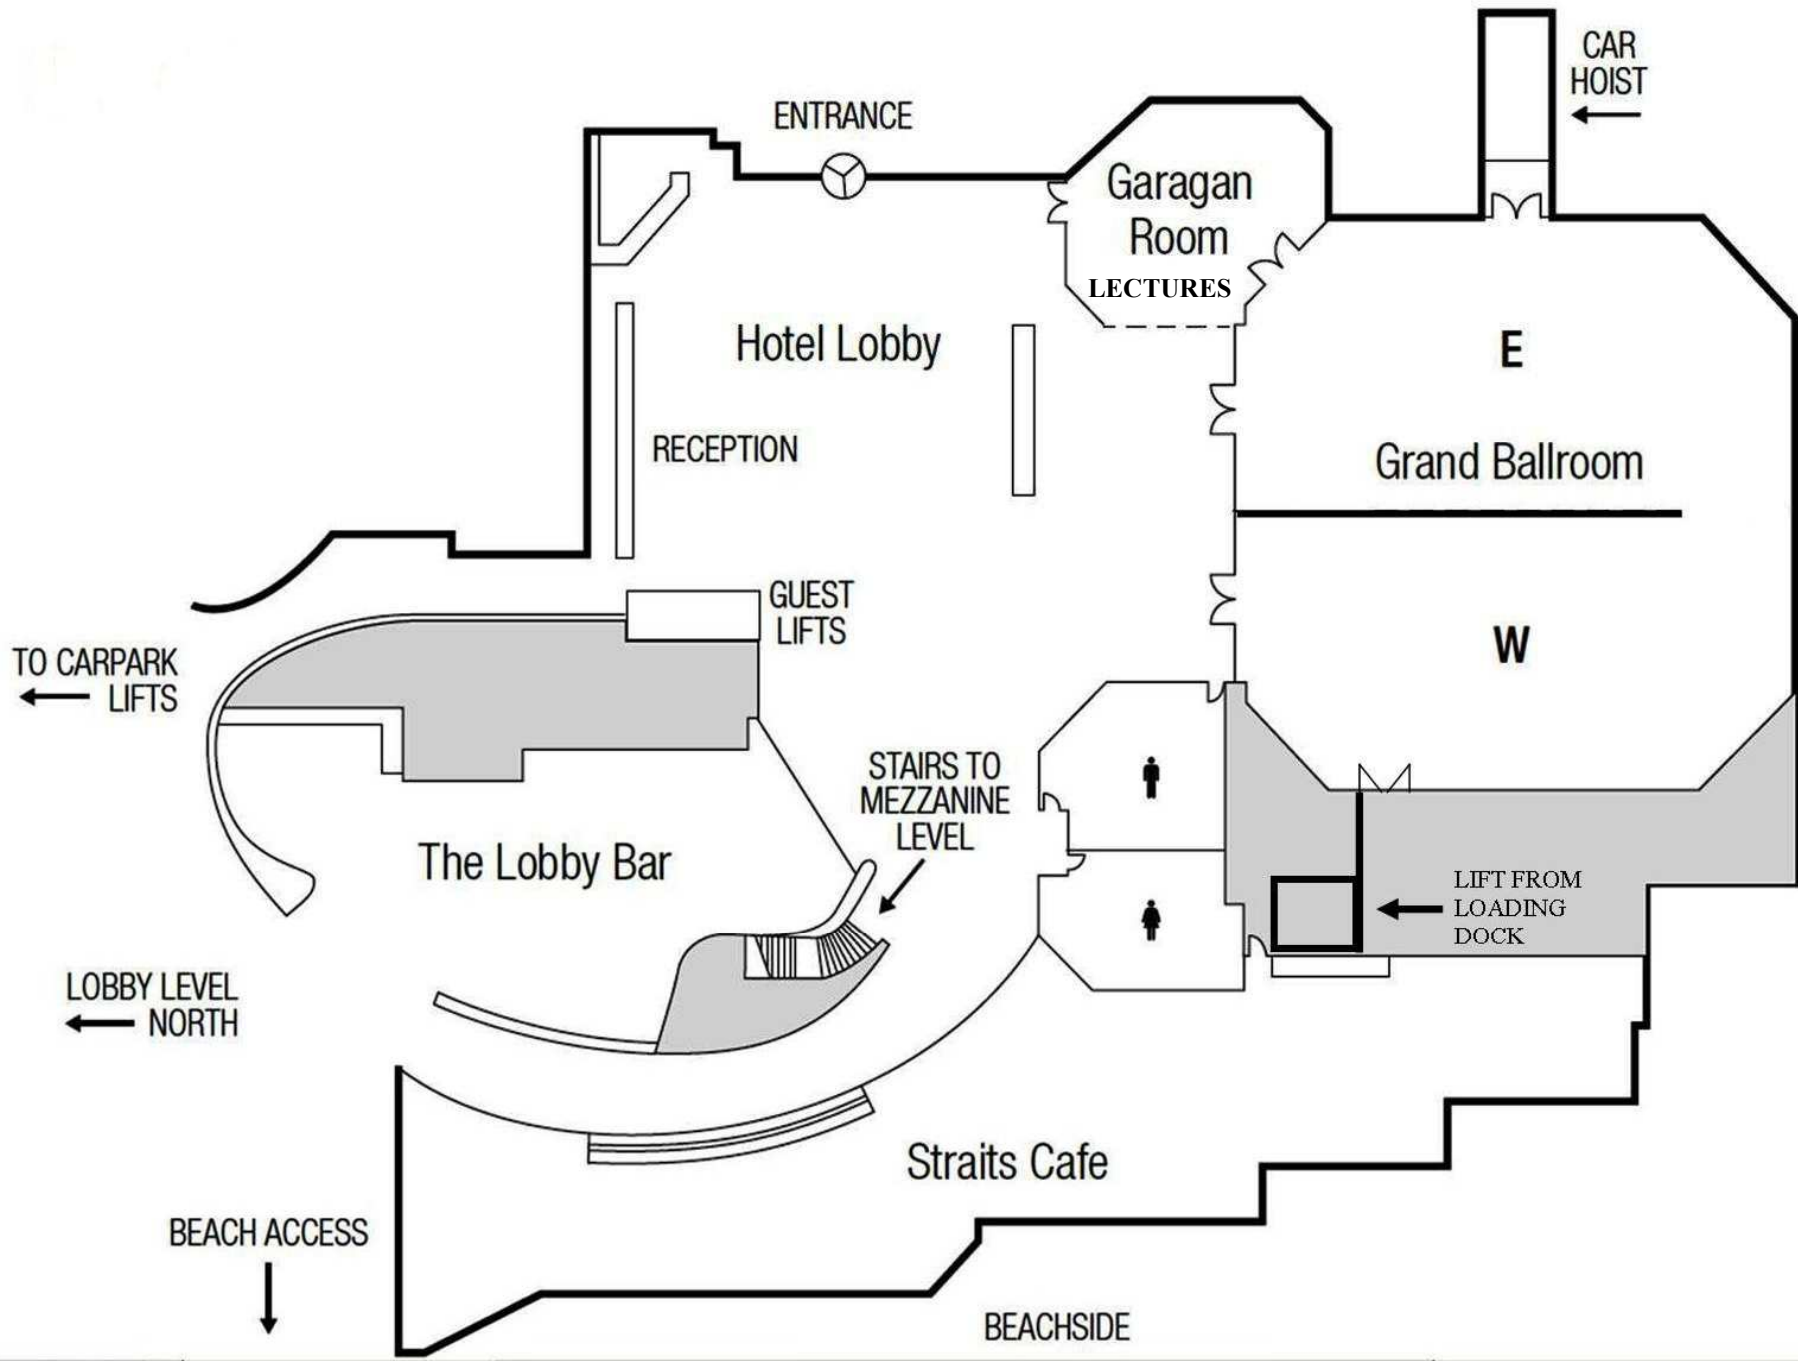 CAR
HOIST
ENTRANCE
Garagan
Room
LECTURES
Hotel Lobby
E
RECEPTION
Grand Ballroom
GUEST
LIFTS
W
TO CARPARK
LIFTS
STAIRS TO
MEZZANINE
LEVEL
The Lobby Bar
LIFT FROM
LOADING
DOCK
LOBBY LEVEL
NORTH
Straits Cafe
BEACH ACCESS
BEACHSIDE